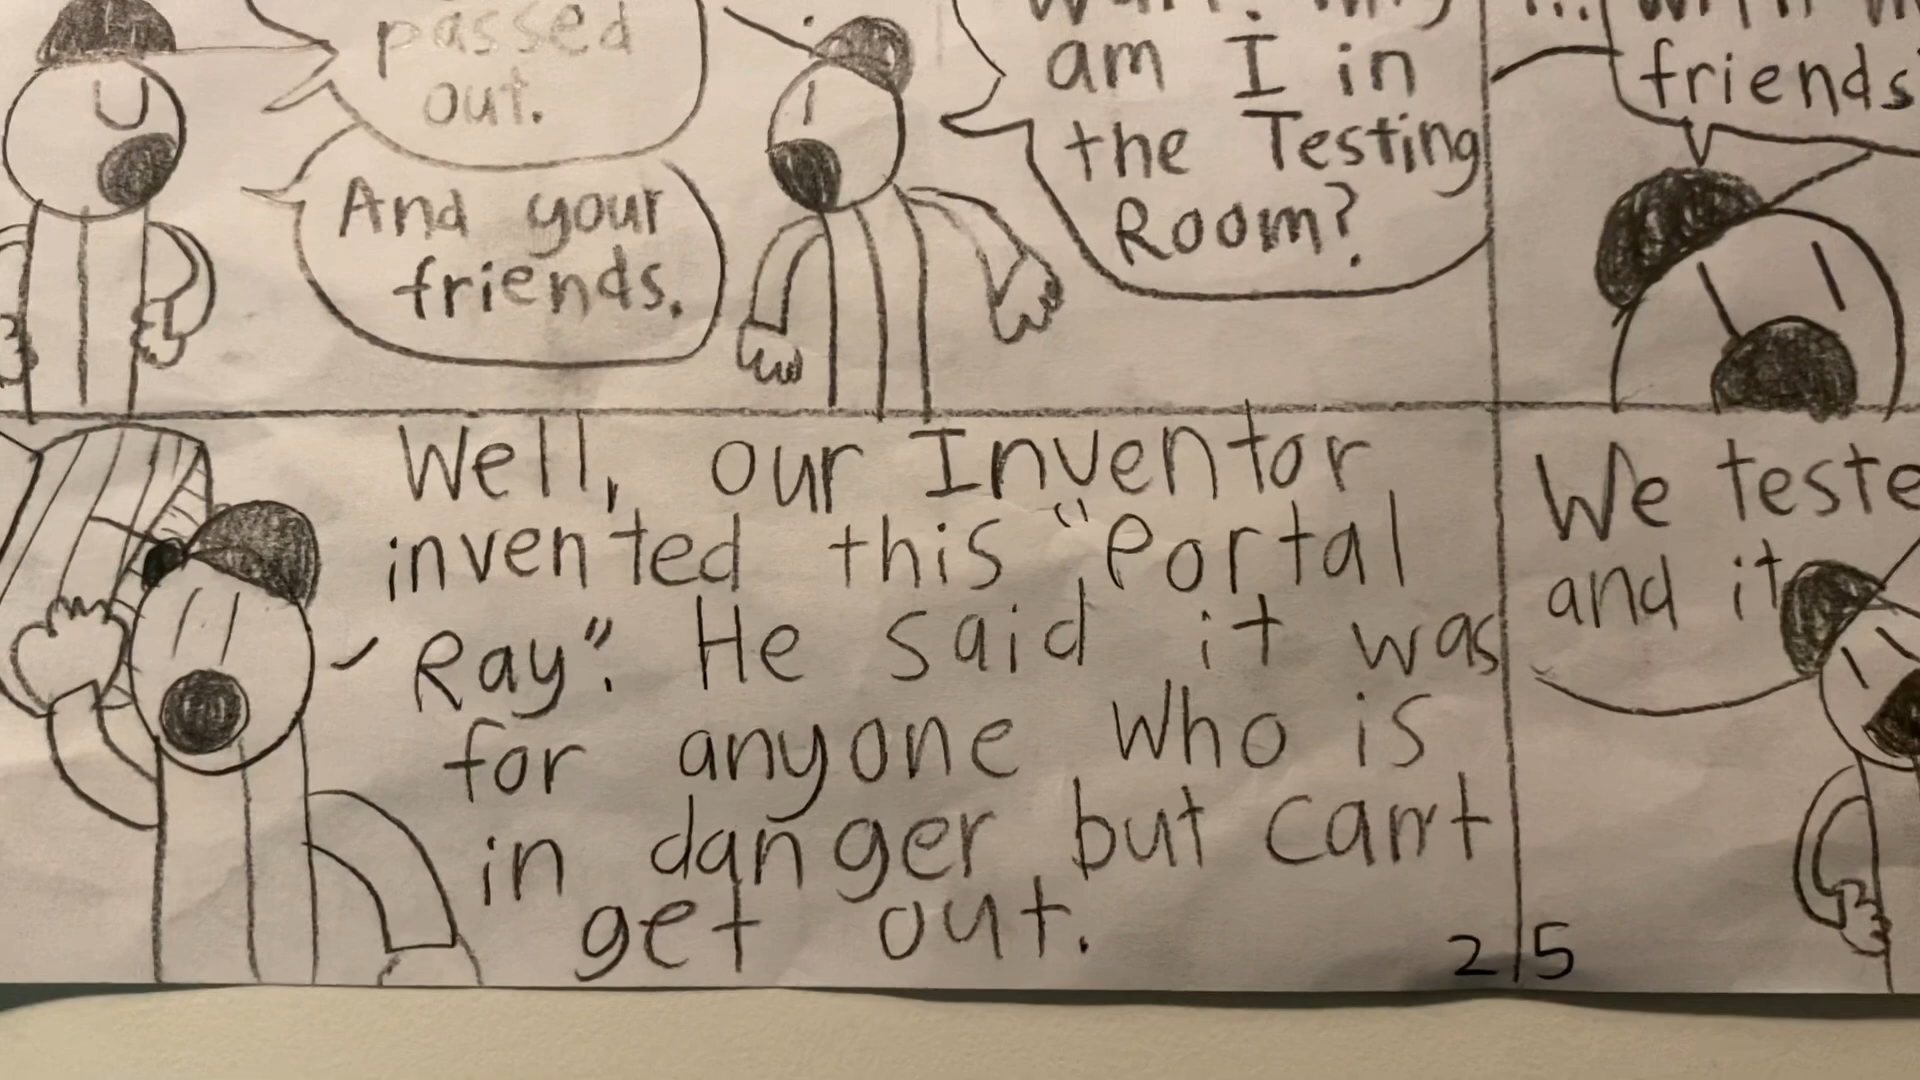 passed
out.
And your
friends.
am I in
the Testing
Room?
friends
Well, our Inventor
invented this "Portal
Ray". He said it was
for anyone who is
in danger but can't
get out.
We teste
and it
2|5